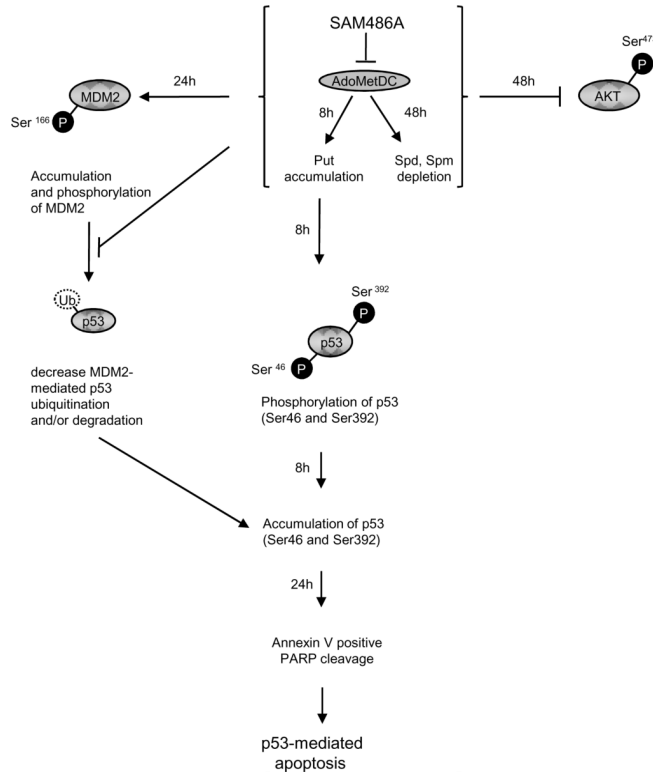 SAM486A
Ser47
P
AdoMetDC
24h
48h
MDM2
AKT
8h
48h
Ser 166
P
Put
accumulation
Spd, Spm
depletion
Accumulation
and phosphorylation
of MDM2
8h
Ser 392
P
Ub
p53
p53
Ser 46
P
decrease MDM2-
mediated p53
ubiquitination
and/or degradation
Phosphorylation of p53
(Ser46 and Ser392)
8h
Accumulation of p53
(Ser46 and Ser392)
24h
Annexin V positive
PARP cleavage
p53-mediated
apoptosis